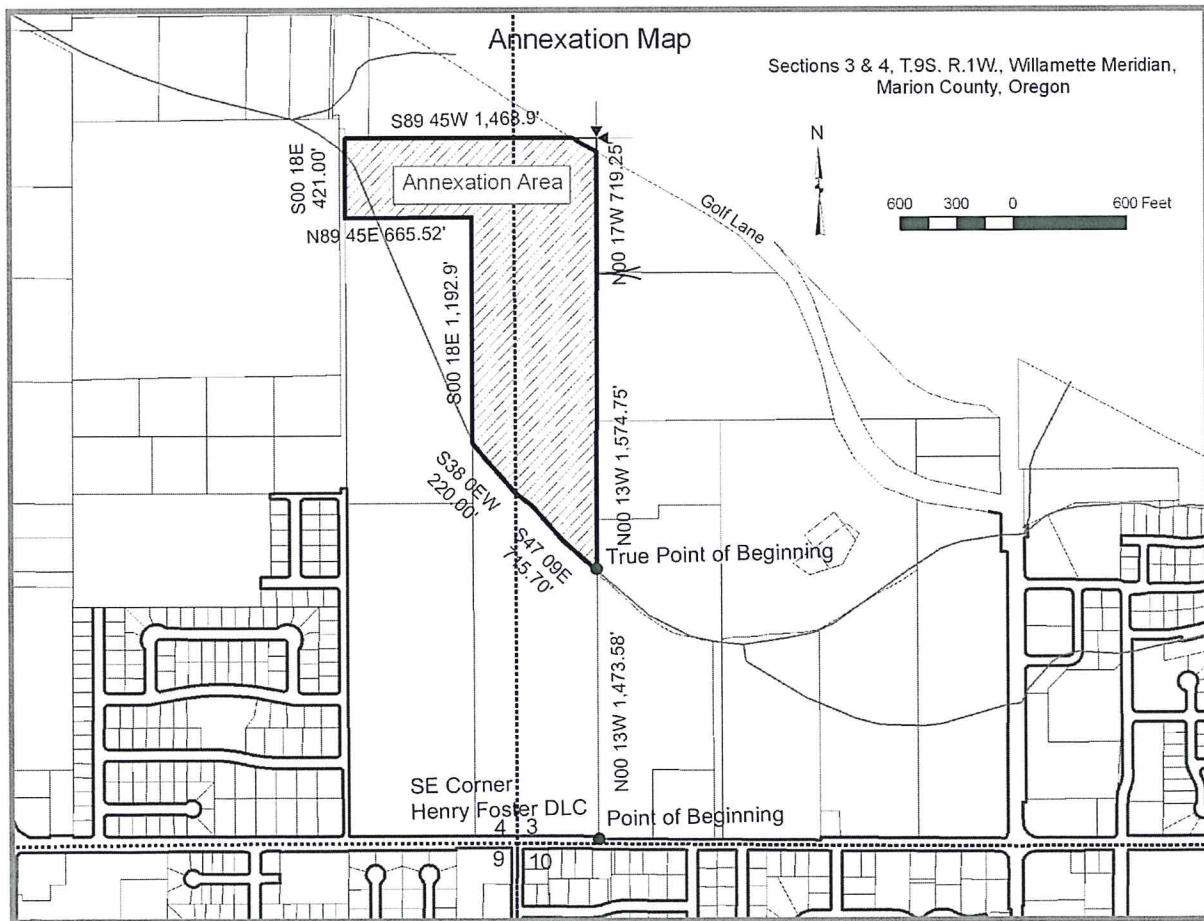 Annexation Map
Sections 3 & 4, T.9S. R.1W., Willamette Meridian,
Marion County, Oregon
N
600 300 0 600 Feet
S89 45W 1,468.9'
S00 18E
421.00'
Annexation Area
N89 45E 665.52'
N00 17W 719.25'
Golf Lane
S00 18E 1,192.9'
S38 0EW
220.00'
S47 09E
715.70'
N00 13W 1,574.75'
True Point of Beginning
N00 13W 1,473.58'
SE Corner
Henry Foster DLC
Point of Beginning
4 3
9 10